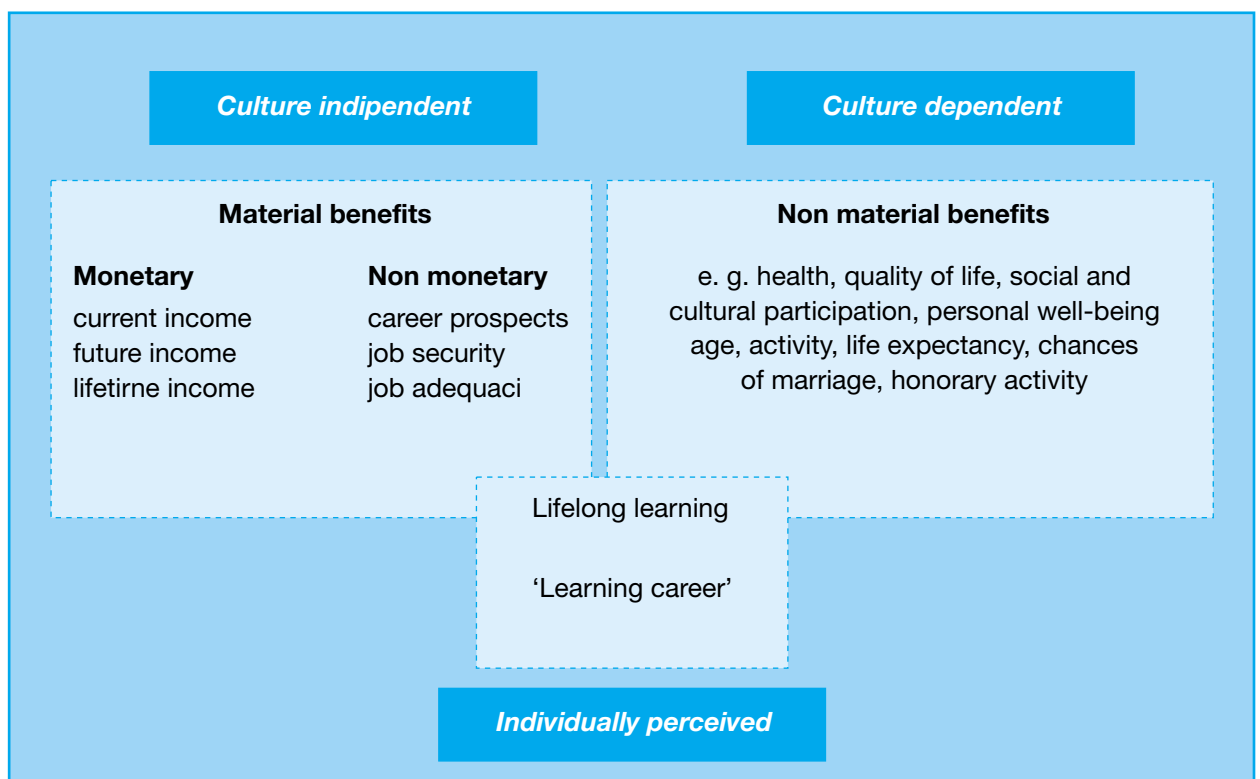 Culture indipendent
Culture dependent
Material benefits
Monetary
current income
future income
lifetirne income
Non monetary
career prospects
job security
job adequaci
Non material benefits
e. g. health, quality of life, social and
cultural participation, personal well-being
age, activity, life expectancy, chances
of marriage, honorary activity
Lifelong learning
‘Learning career’
Individually perceived